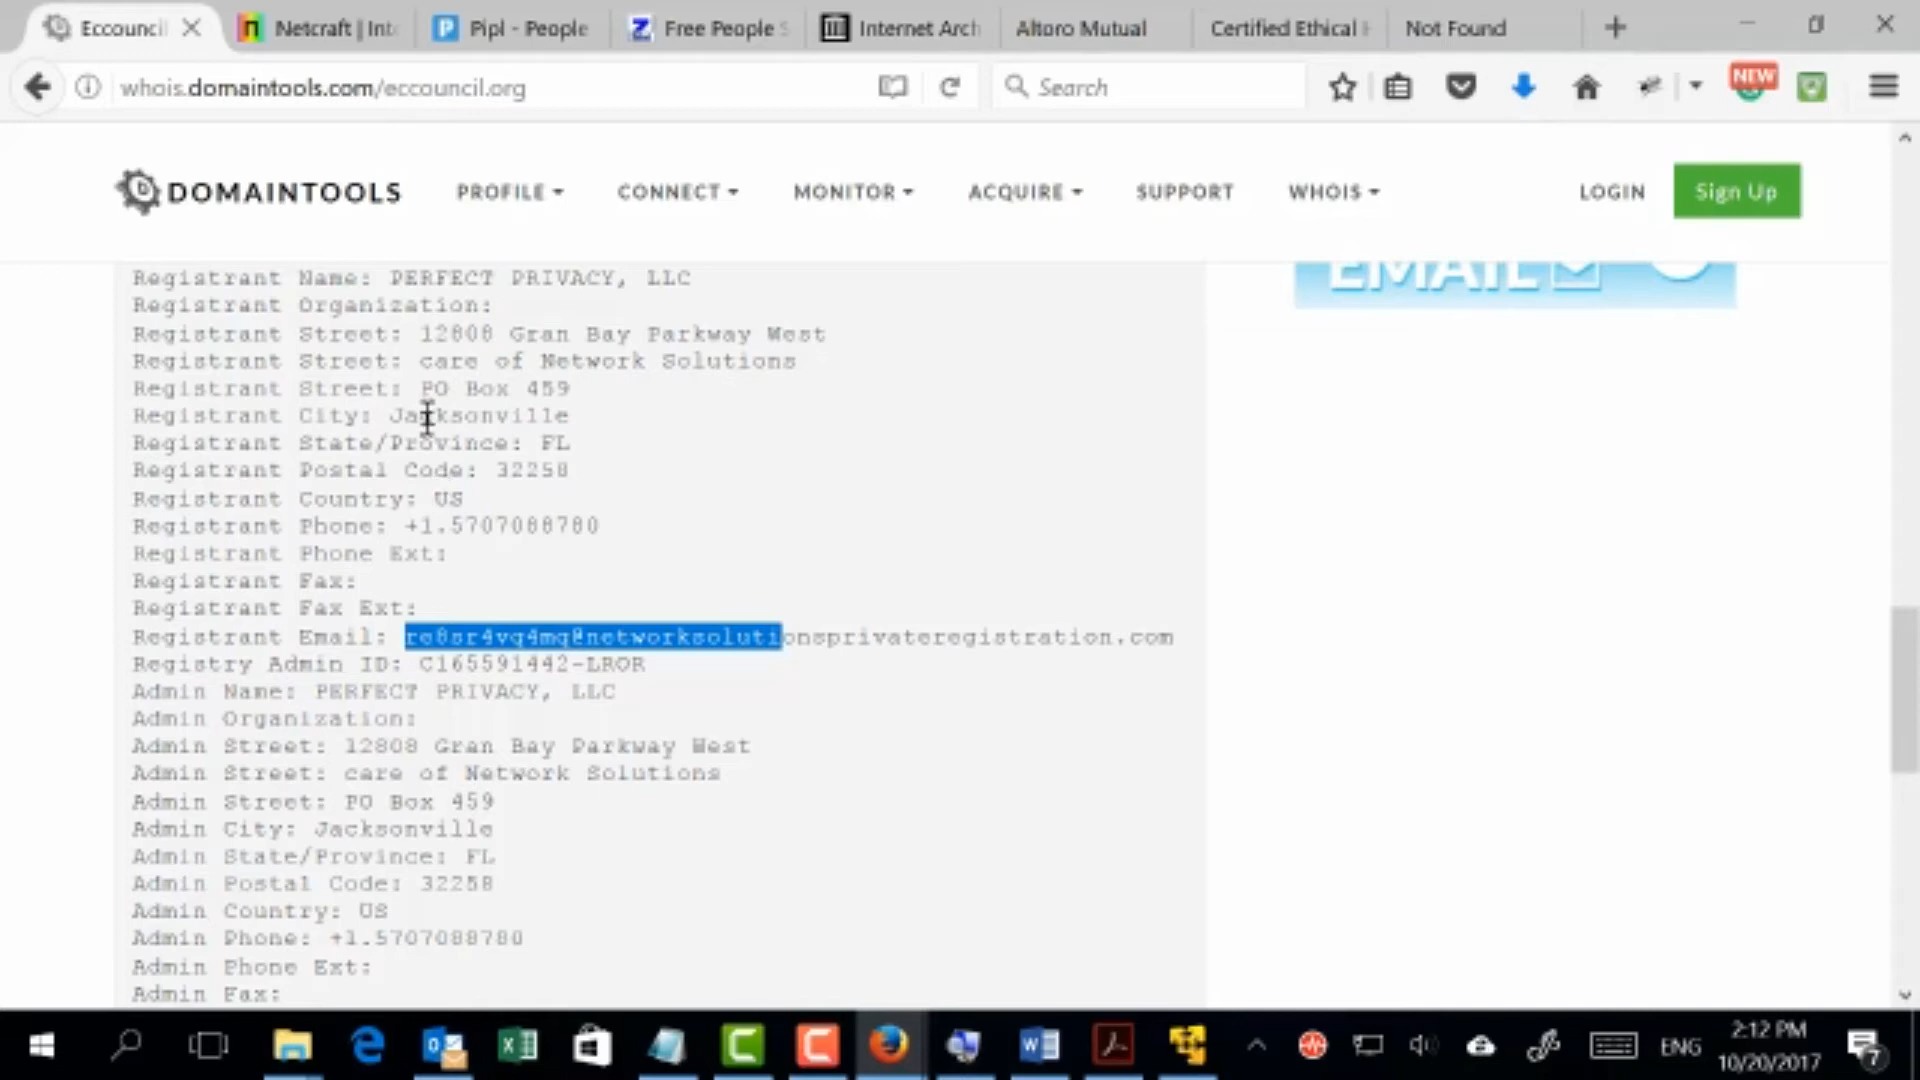 Eccouncil
Netcraft | Int
Pipl - People
Free People S
Internet Arch
Altoro Mutual
Certified Ethical H
Not Found
whois.domaintools.com/eccouncil.org
Search
NEW
DOMAINTOOLS
PROFILE
CONNECT
MONITOR
ACQUIRE
SUPPORT
WHOIS
LOGIN
Sign Up
EMAIL
Registrant Name: PERFECT PRIVACY, LLC
Registrant Organization:
Registrant Street: 12808 Gran Bay Parkway West
Registrant Street: care of Network Solutions
Registrant Street: PO Box 459
Registrant City: Jacksonville
Registrant State/Province: FL
Registrant Postal Code: 32258
Registrant Country: US
Registrant Phone: +1.5707088780
Registrant Phone Ext:
Registrant Fax:
Registrant Fax Ext:
Registrant Email: re8sr4vq4mq@networksolutionsprivateregistration.com
Registry Admin ID: C165591442-LROR
Admin Name: PERFECT PRIVACY, LLC
Admin Organization:
Admin Street: 12808 Gran Bay Parkway West
Admin Street: care of Network Solutions
Admin Street: PO Box 459
Admin City: Jacksonville
Admin State/Province: FL
Admin Postal Code: 32258
Admin Country: US
Admin Phone: +1.5707088780
Admin Phone Ext:
Admin Fax:
ENG
2:12 PM
10/20/2017
7